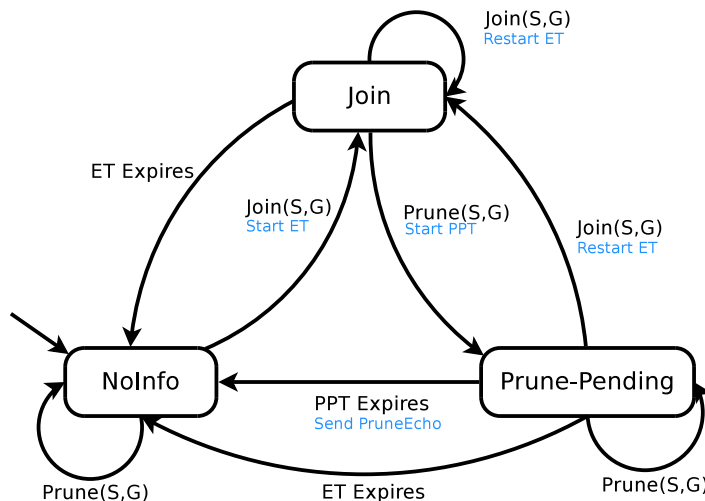 Join(S,G)
Restart ET
Join
ET Expires
Join(S,G)
Start ET
Prune(S,G)
Start PPT
Join(S,G)
Restart ET
NoInfo
Prune-Pending
PPT Expires
Send PruneEcho
Prune(S,G)
ET Expires
Prune(S,G)